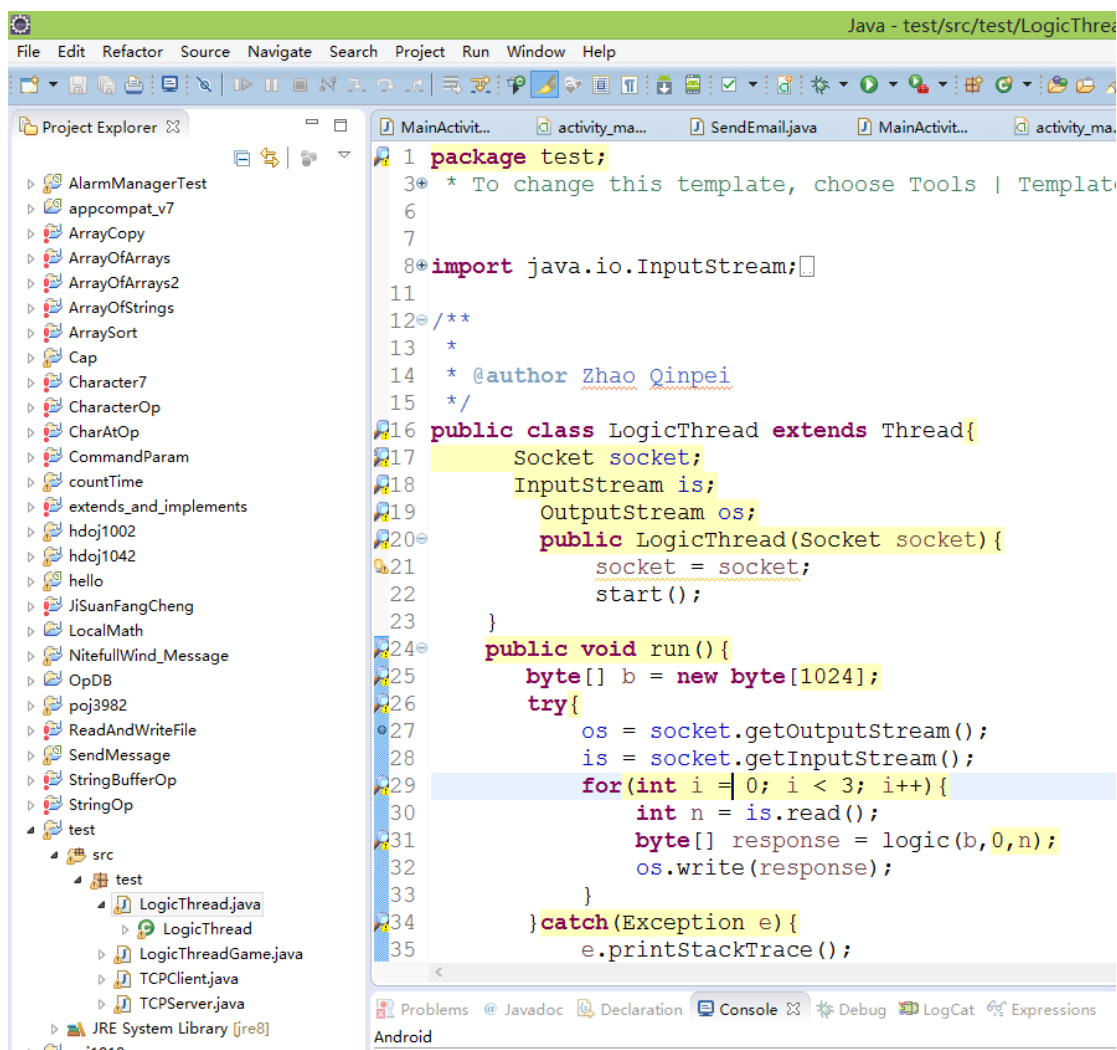 Java - test/src/test/LogicThrea
File Edit Refactor Source Navigate Search Project Run Window Help
Project Explorer
AlarmManagerTest
appcompat_v7
ArrayCopy
ArrayOfArrays
ArrayOfArrays2
ArrayOfStrings
ArraySort
Cap
Character7
CharacterOp
CharAtOp
CommandParam
countTime
extends_and_implements
hdoj1002
hdoj1042
hello
JiSuanFangCheng
LocalMath
NitefullWind_Message
OpDB
poj3982
ReadAndWriteFile
SendMessage
StringBufferOp
StringOp
test
src
test
LogicThread.java
LogicThread
LogicThreadGame.java
TCPClient.java
TCPServer.java
JRE System Library [jre8]
MainActivit... activity_ma... SendEmail.java MainActivit... activity_ma.
1 package test;
3 * To change this template, choose Tools | Templat
6
7
8 import java.io.InputStream;
11
12 /**
13 *
14 * @author Zhao Qinpei
15 */
16 public class LogicThread extends Thread{
17 Socket socket;
18 InputStream is;
19 OutputStream os;
20 public LogicThread(Socket socket){
21 socket = socket;
22 start();
23 }
24 public void run(){
25 byte[] b = new byte[1024];
26 try{
27 os = socket.getOutputStream();
28 is = socket.getInputStream();
29 for(int i = 0; i < 3; i++){
30 int n = is.read();
31 byte[] response = logic(b,0,n);
32 os.write(response);
33 }
34 }catch(Exception e){
35 e.printStackTrace();
Problems @ Javadoc Declaration Console Debug LogCat Expressions
Android